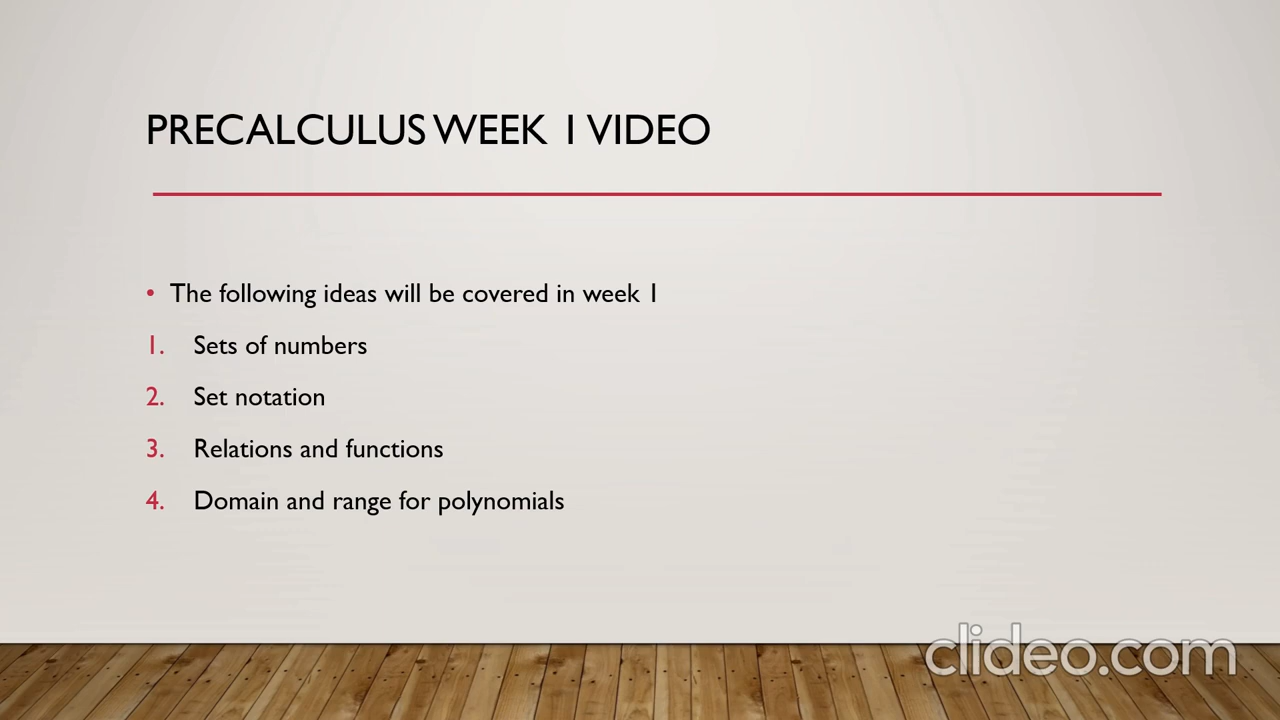 PRECALCULUS WEEK 1 VIDEO
• The following ideas will be covered in week 1
1. Sets of numbers
2. Set notation
3. Relations and functions
4. Domain and range for polynomials
clideo.com